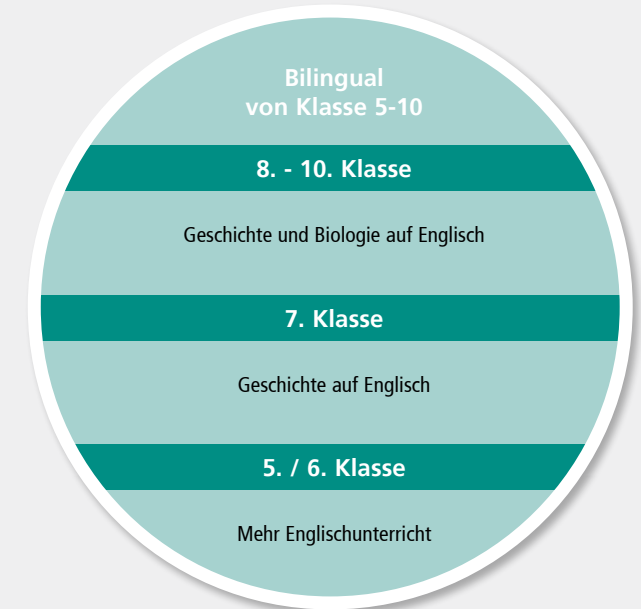 Bilingual
von Klasse 5-10
8. - 10. Klasse
Geschichte und Biologie auf Englisch
7. Klasse
Geschichte auf Englisch
5. / 6. Klasse
Mehr Englischunterricht